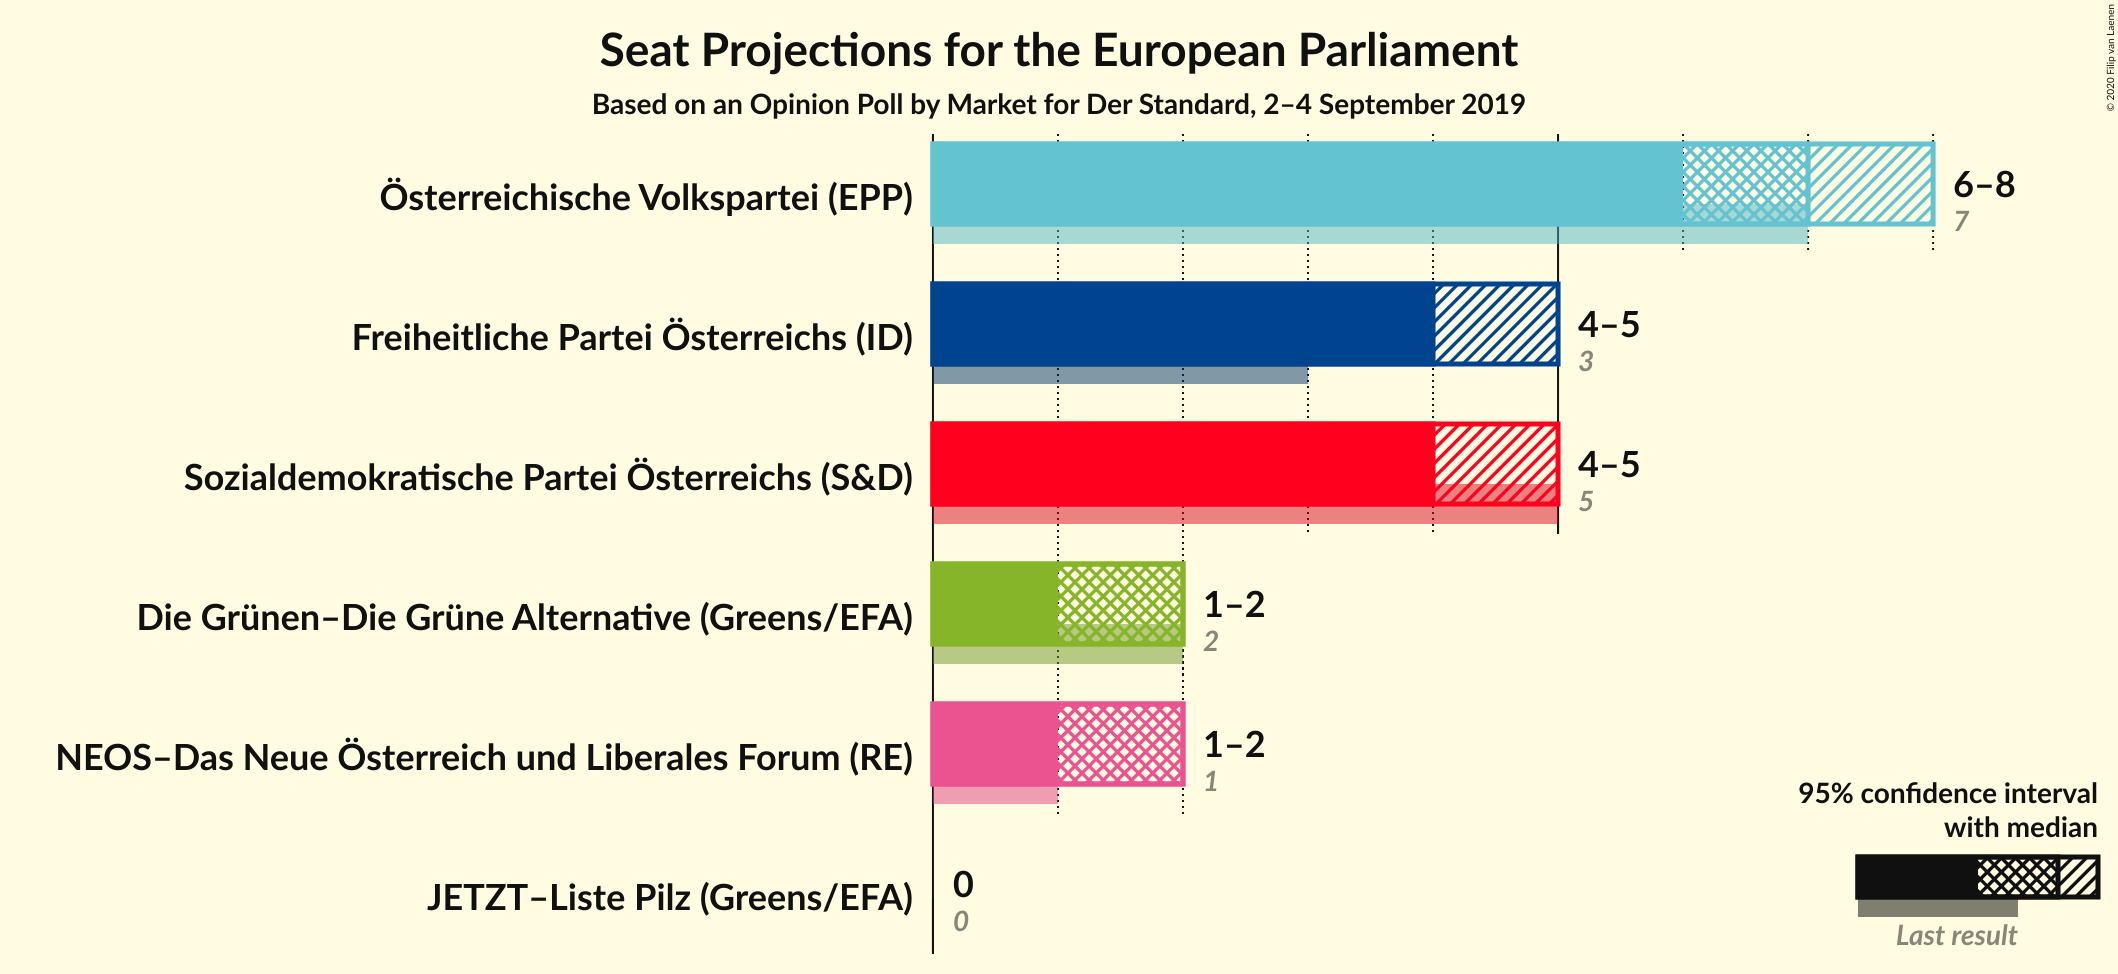 Seat Projections for the European Parliament
Based on an Opinion Poll by Market for Der Standard, 2–4 September 2019
© 2020 Filip van Laenen
Österreichische Volkspartei (EPP)
6–8
7
Freiheitliche Partei Österreichs (ID)
4–5
3
Sozialdemokratische Partei Österreichs (S&D)
4–5
5
Die Grünen–Die Grüne Alternative (Greens/EFA)
1–2
2
NEOS–Das Neue Österreich und Liberales Forum (RE)
1–2
1
JETZT–Liste Pilz (Greens/EFA)
0
0
95% confidence interval
with median
Last result